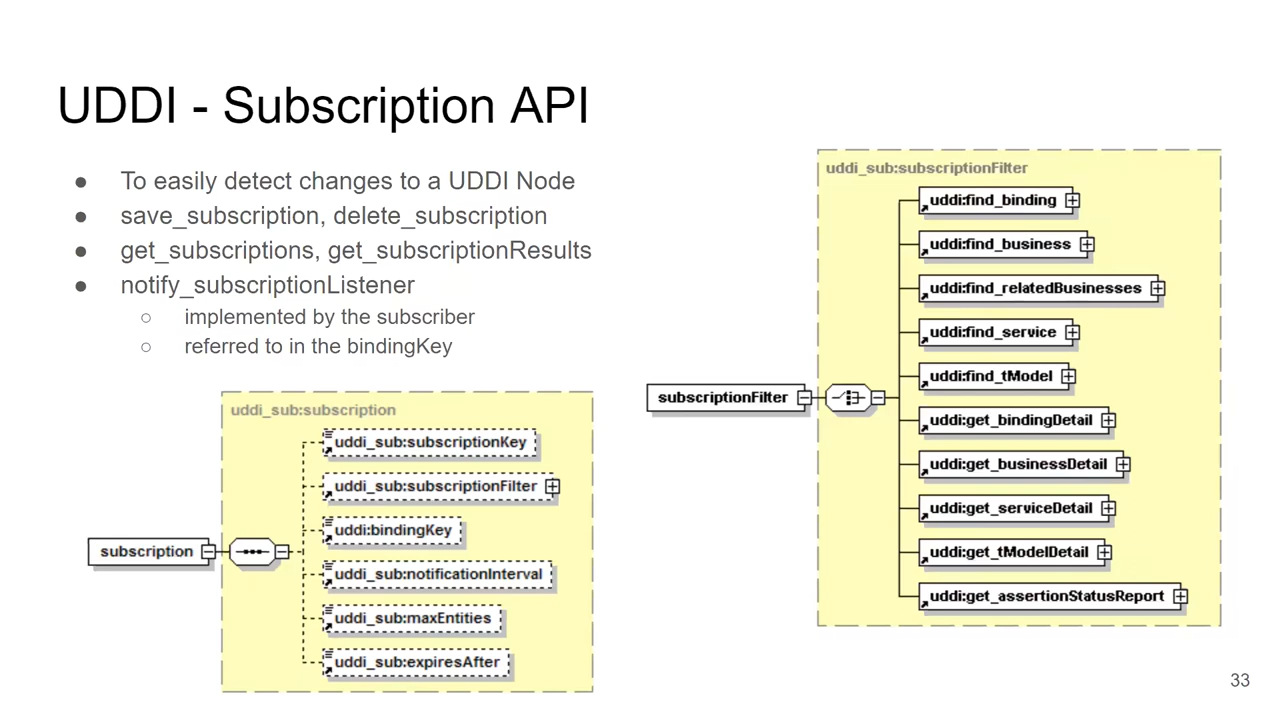 UDDI - Subscription API
● To easily detect changes to a UDDI Node
● save_subscription, delete_subscription
● get_subscriptions, get_subscriptionResults
● notify_subscriptionListener
○ implemented by the subscriber
○ referred to in the bindingKey
uddi_sub:subscription
subscription
uddi_sub:subscriptionKey
uddi_sub:subscriptionFilter
uddi:bindingKey
uddi_sub:notificationInterval
uddi_sub:maxEntities
uddi_sub:expiresAfter
uddi_sub:subscriptionFilter
subscriptionFilter
uddi:find_binding
uddi:find_business
uddi:find_relatedBusinesses
uddi:find_service
uddi:find_tModel
uddi:get_bindingDetail
uddi:get_businessDetail
uddi:get_serviceDetail
uddi:get_tModelDetail
uddi:get_assertionStatusReport
33